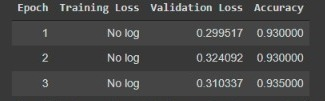 Epoch Training Loss Validation Loss Accuracy
1 No log 0.299517 0.930000
2 No log 0.324092 0.930000
3 No log 0.310337 0.935000